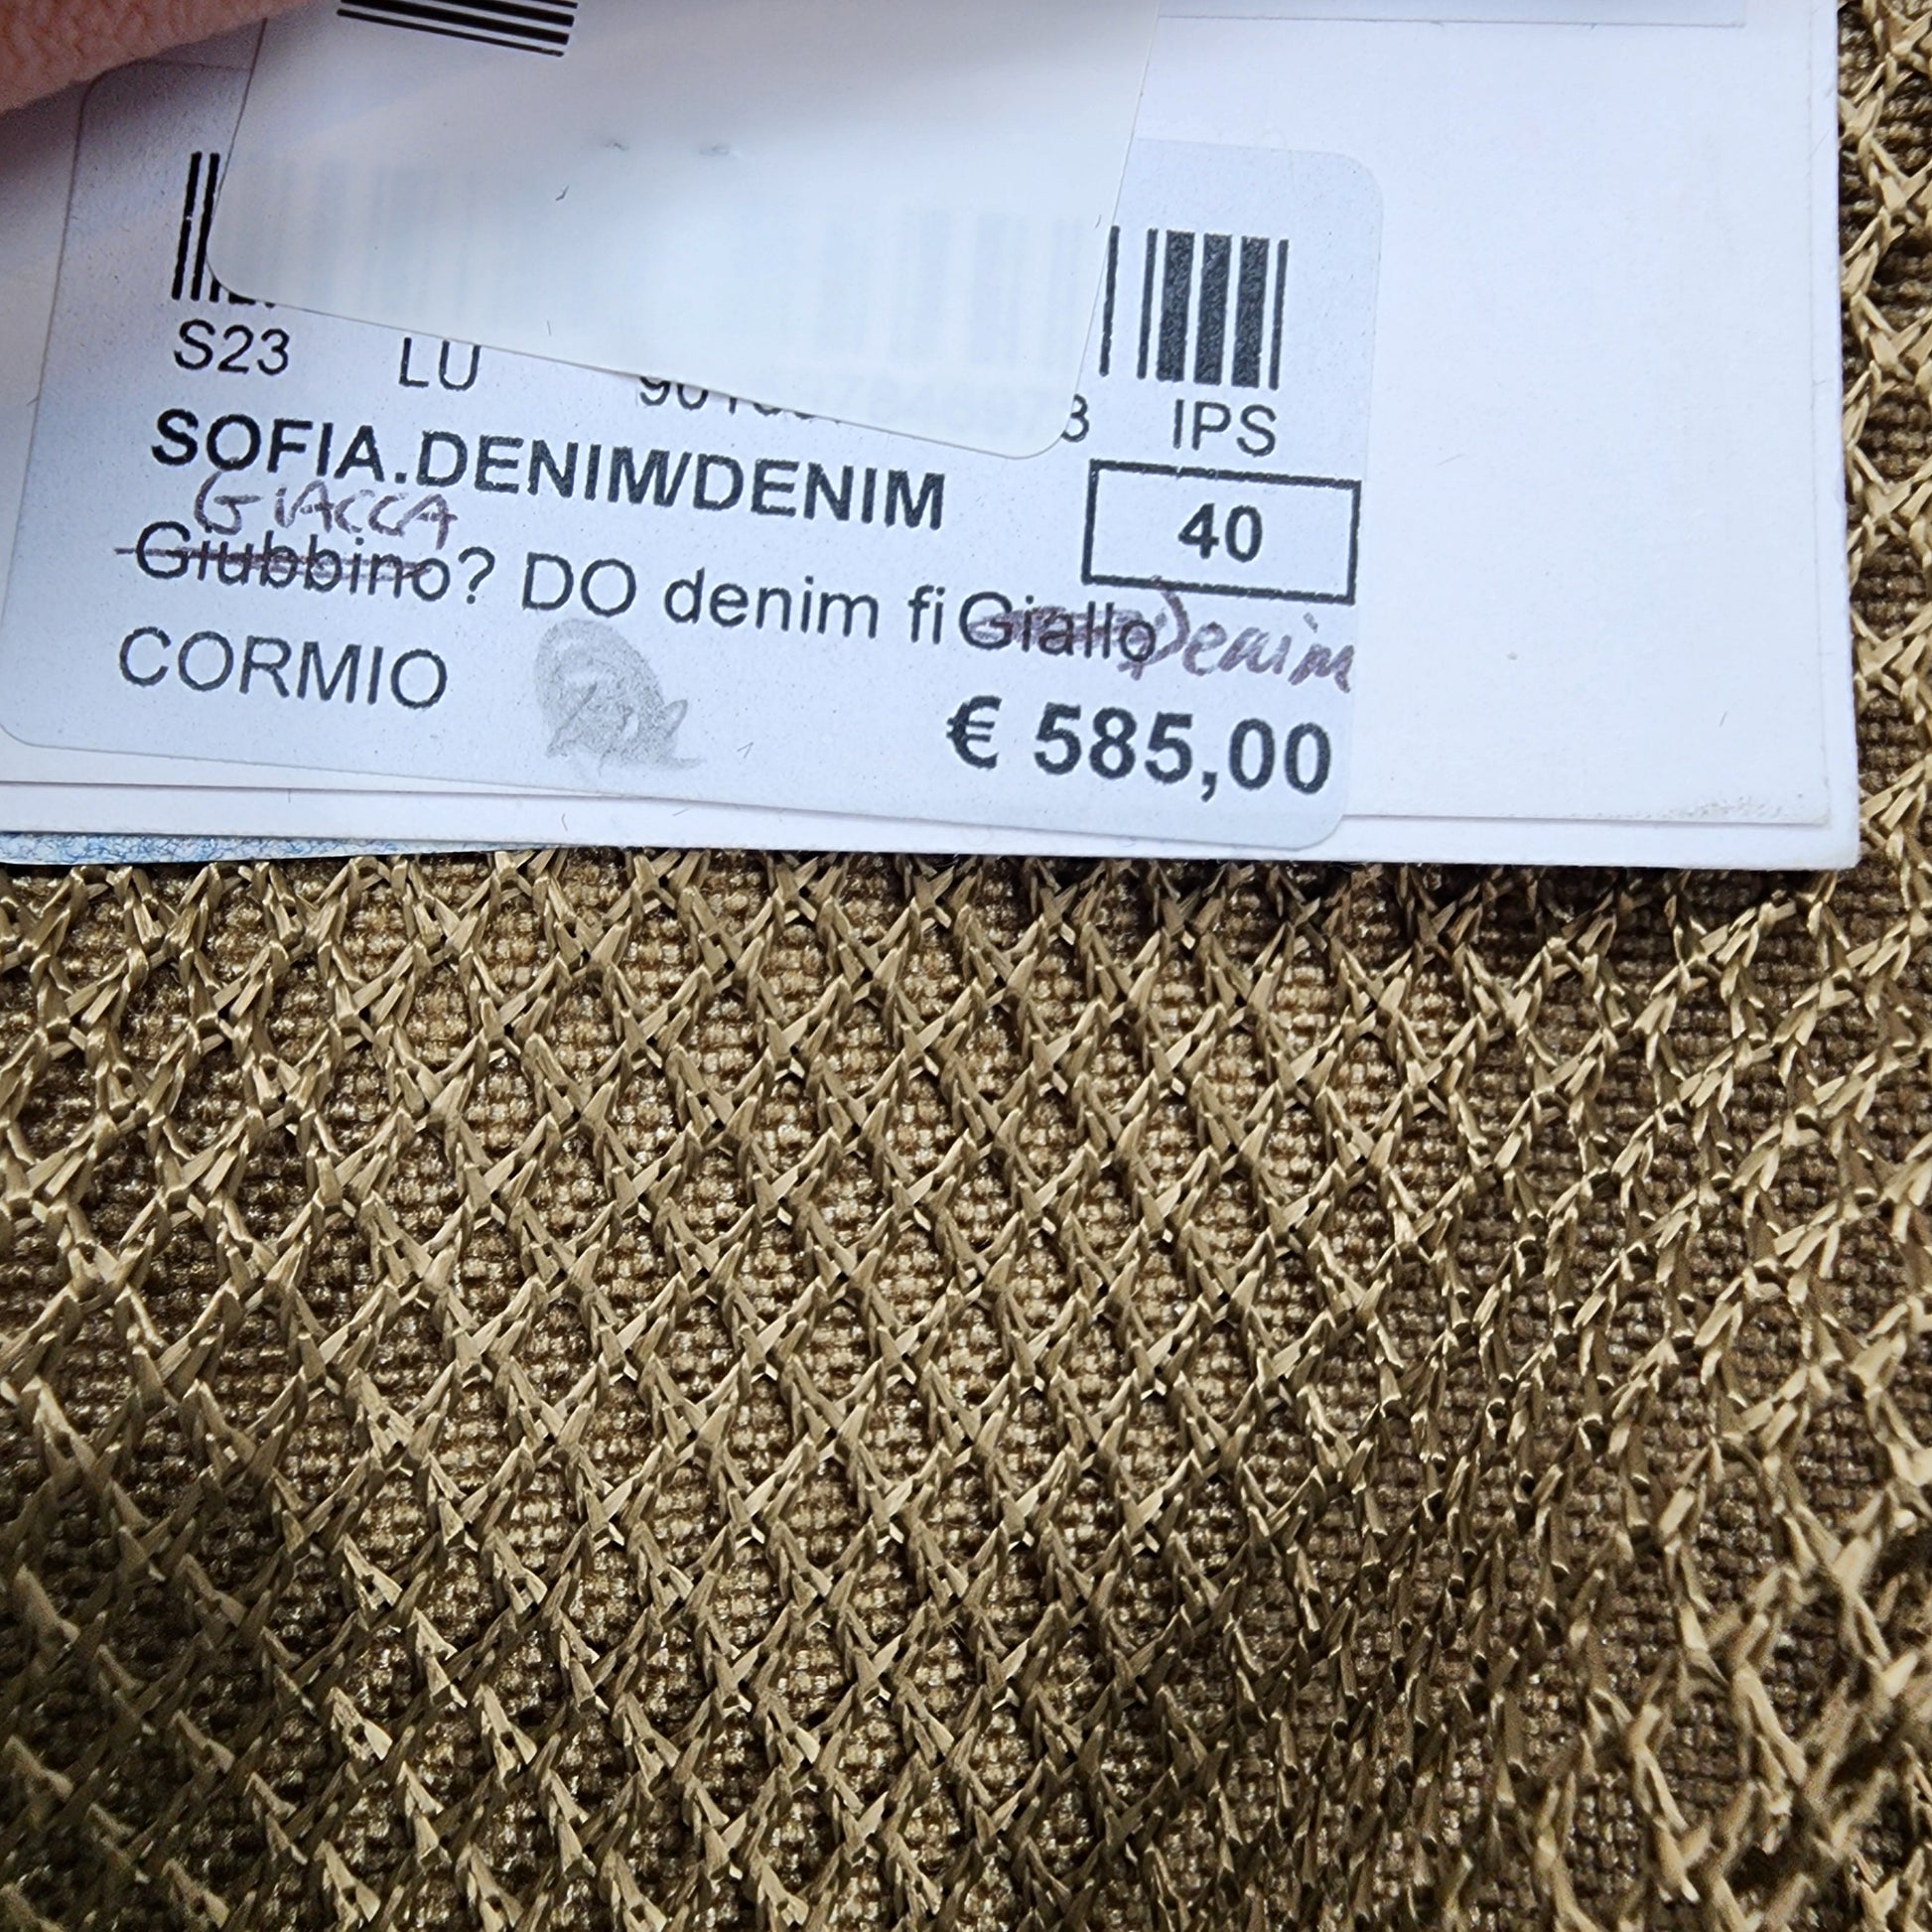 S23 LU IPS
SOFIA.DENIM/DENIM
GIACCA
40
Giubbino? DO denim fi Giallo Denim
CORMIO
€ 585,00